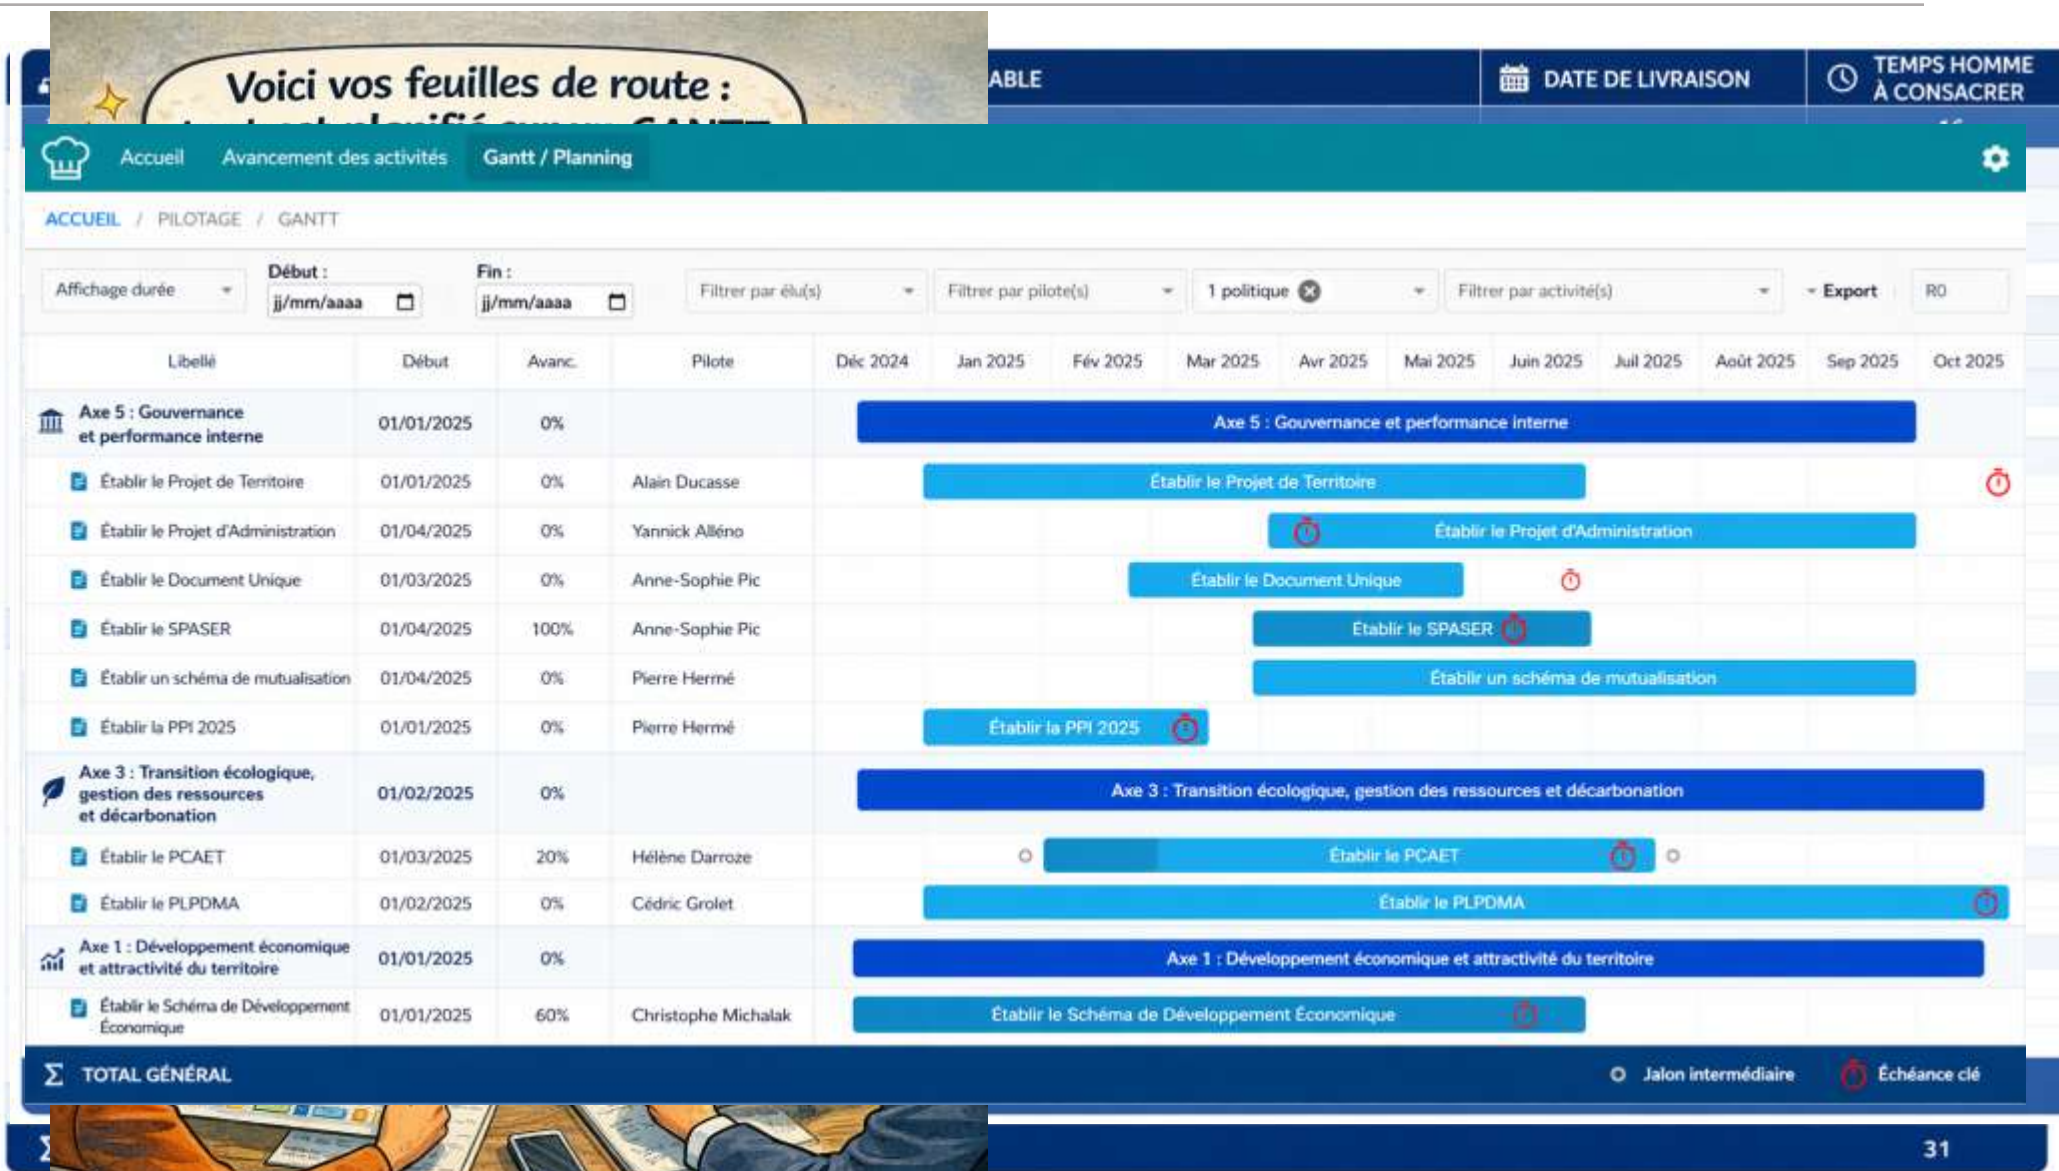 Voici vos feuilles de route :
ABLE
DATE DE LIVRAISON
TEMPS HOMME
À CONSACRER
Accueil Avancement des activités Gantt / Planning
ACCUEIL / PILOTAGE / GANTT
Affichage durée
Début :
jj/mm/aaaa
Fin :
jj/mm/aaaa
Filtrer par élu(s)
Filtrer par pilote(s)
1 politique
Filtrer par activité(s)
Export
R0
Libellé Début Avanc. Pilote Déc 2024 Jan 2025 Fév 2025 Mar 2025 Avr 2025 Mai 2025 Juin 2025 Juil 2025 Août 2025 Sep 2025 Oct 2025
Axe 5 : Gouvernance
et performance interne
01/01/2025 0% Axe 5 : Gouvernance et performance interne
Établir le Projet de Territoire 01/01/2025 0% Alain Ducasse Établir le Projet de Territoire
Établir le Projet d'Administration 01/04/2025 0% Yannick Alléno Établir le Projet d'Administration
Établir le Document Unique 01/03/2025 0% Anne-Sophie Pic Établir le Document Unique
Établir le SPASER 01/04/2025 100% Anne-Sophie Pic Établir le SPASER
Établir un schéma de mutualisation 01/04/2025 0% Pierre Hermé Établir un schéma de mutualisation
Établir la PPI 2025 01/01/2025 0% Pierre Hermé Établir la PPI 2025
Axe 3 : Transition écologique,
gestion des ressources
et décarbonation
01/02/2025 0% Axe 3 : Transition écologique, gestion des ressources et décarbonation
Établir le PCAET 01/03/2025 20% Hélène Darroze Établir le PCAET
Établir le PLPDMA 01/02/2025 0% Cédric Grolet Établir le PLPDMA
Axe 1 : Développement économique
et attractivité du territoire
01/01/2025 0% Axe 1 : Développement économique et attractivité du territoire
Établir le Schéma de Développement
Économique
01/01/2025 60% Christophe Michalak Établir le Schéma de Développement Économique
Σ TOTAL GÉNÉRAL Jalon intermédiaire Échéance clé
31